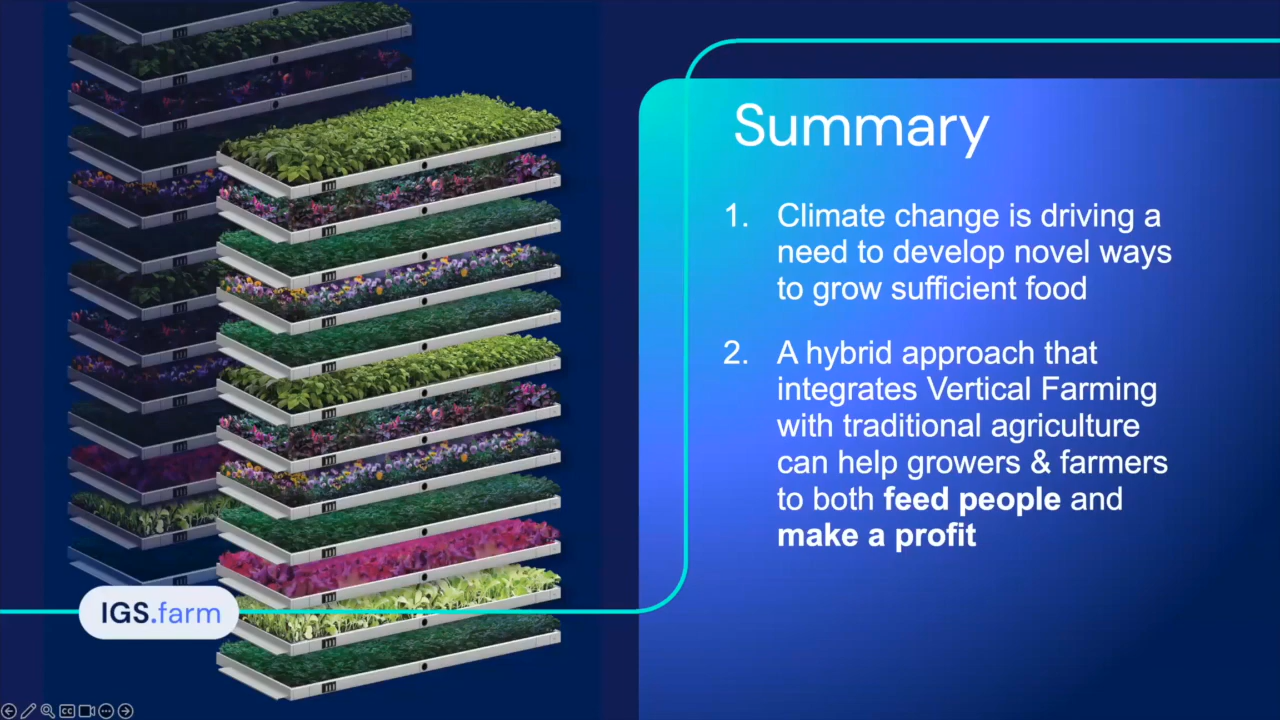 Summary
1. Climate change is driving a
need to develop novel ways
to grow sufficient food
2. A hybrid approach that
integrates Vertical Farming
with traditional agriculture
can help growers & farmers
to both feed people and
make a profit
IGS.farm
CC